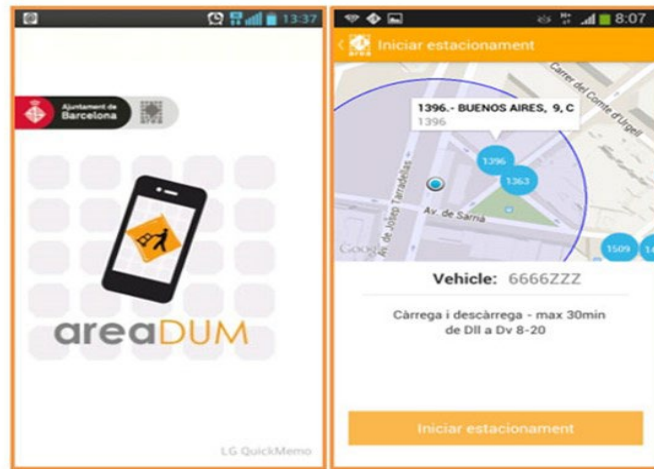 13:37
Ajuntament de
Barcelona
areaDUM
LG QuickMemo
8:07
area
Iniciar estacionament
Carrer del Comte d'Urgell
1396.- BUENOS AIRES, 9, C
1396
1396
1363
Av. de Josep Tarradellas
Av. de Sarrià
Google
1509
Vehicle: 6666ZZZ
Càrrega i descàrrega - max 30min
de Dll a Dv 8-20
Iniciar estacionament